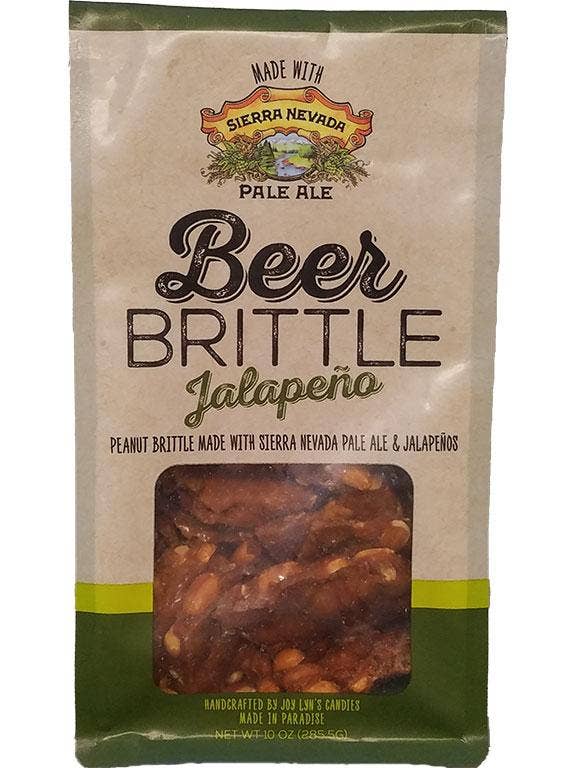 MADE WITH
SIERRA NEVADA
PALE ALE
Beer
BRITTLE
Jalapeño
PEANUT BRITTLE MADE WITH SIERRA NEVADA PALE ALE & JALAPEÑOS
HANDCRAFTED BY JOY LYN'S CANDIES
MADE IN PARADISE
NET WT 10 OZ (285.5G)